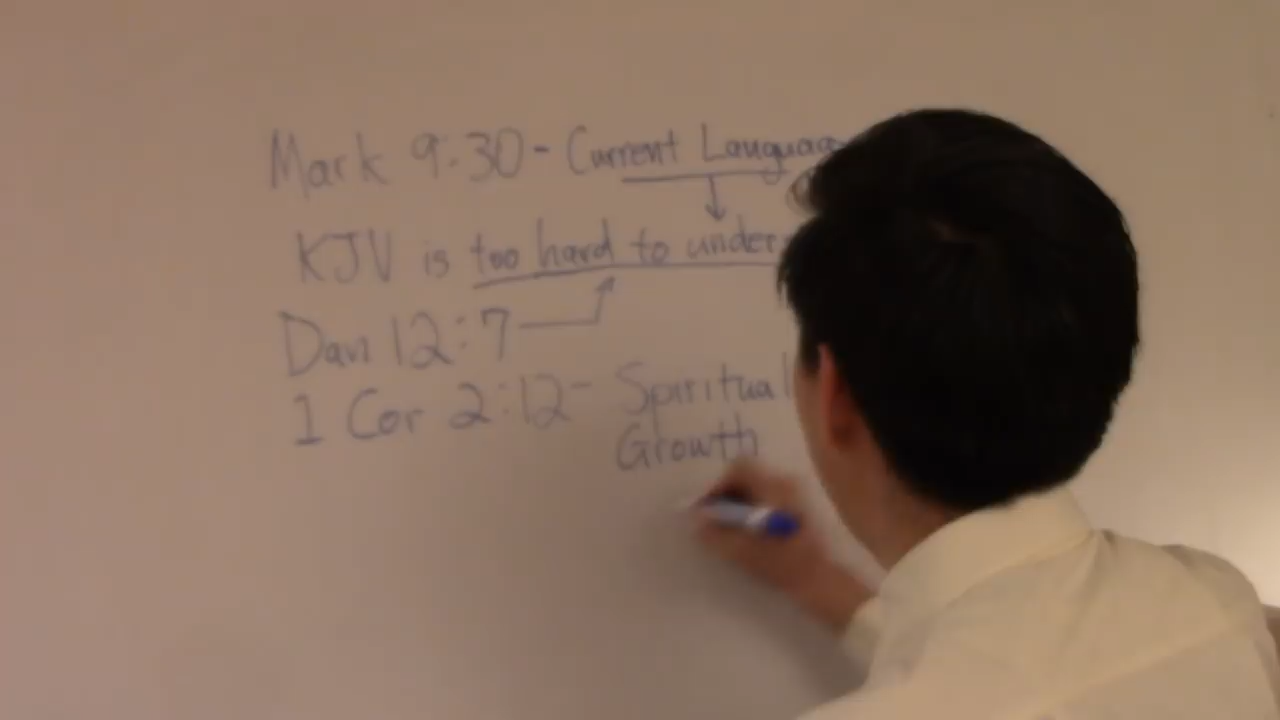 Mark 9:30 - Current Languag
KJV is too hard to under
Dan 12:7
1 Cor 2:12 - Spiritual
Growth